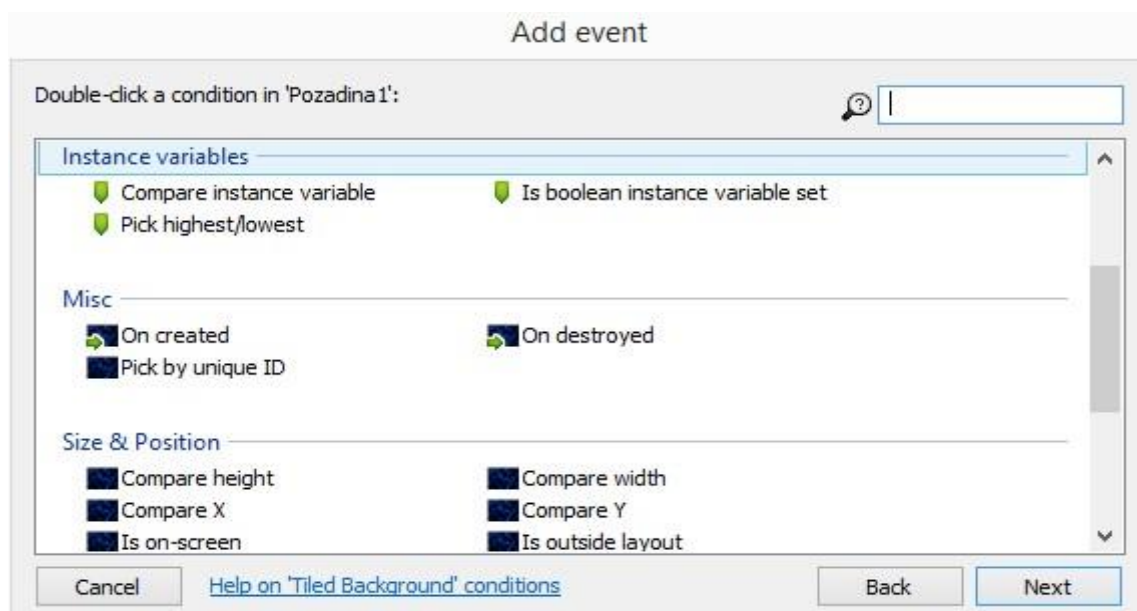 Add event
Double-click a condition in 'Pozadina1':
Instance variables
Compare instance variable Is boolean instance variable set
Pick highest/lowest
Misc
On created On destroyed
Pick by unique ID
Size & Position
Compare height Compare width
Compare X Compare Y
Is on-screen Is outside layout
Cancel Help on 'Tiled Background' conditions Back Next